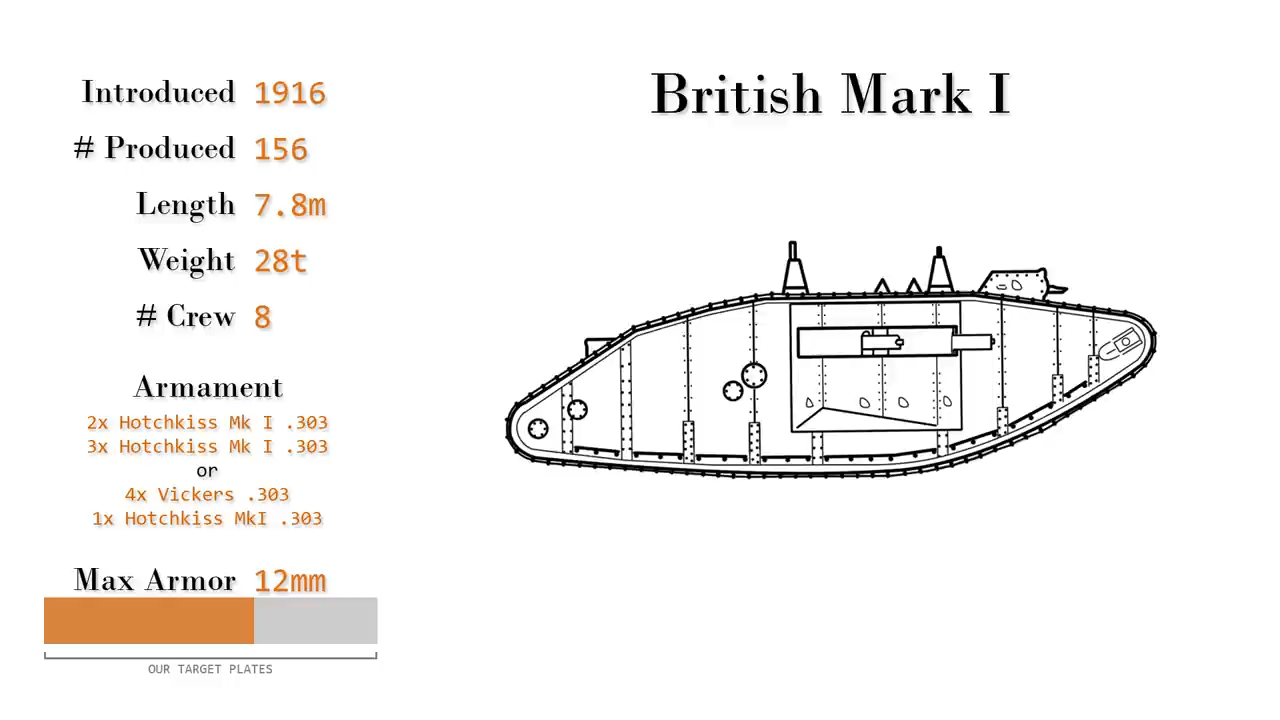 British Mark I
Introduced 1916
# Produced 156
Length 7.8m
Weight 28t
# Crew 8
Armament
2x Hotchkiss Mk I .303
3x Hotchkiss Mk I .303
or
4x Vickers .303
1x Hotchkiss MkI .303
Max Armor 12mm
OUR TARGET PLATES